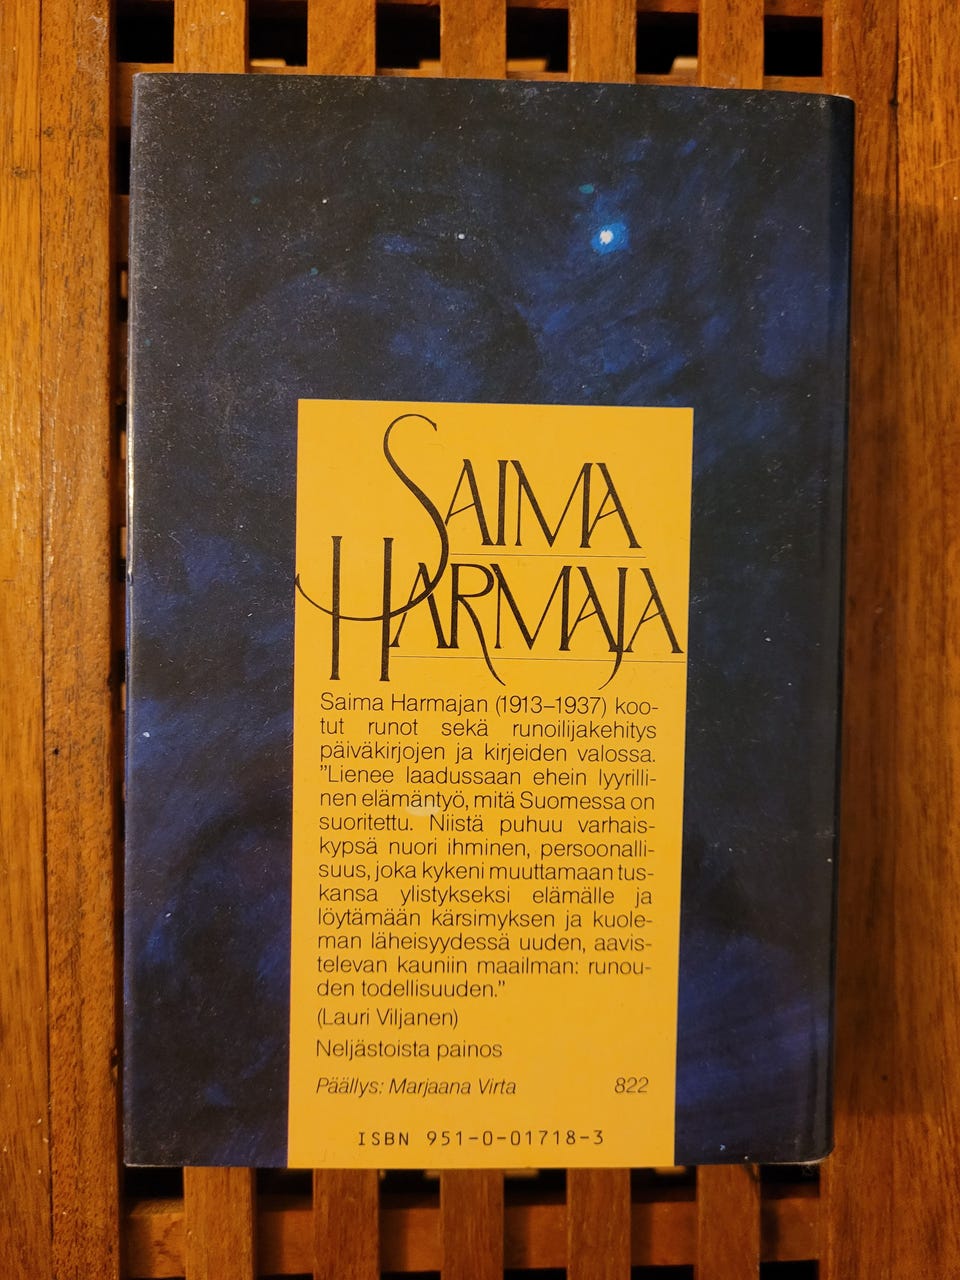 SAIMA
HARMAJA
Saima Harmajan (1913–1937) koo-
tut runot sekä runoilijakehitys
päiväkirjojen ja kirjeiden valossa.
”Lienee laadussaan ehein lyyrilli-
nen elämäntyö, mitä Suomessa on
suoritettu. Niistä puhuu varhais-
kypsä nuori ihminen, persoonalli-
suus, joka kykeni muuttamaan tus-
kansa ylistykseksi elämälle ja
löytämään kärsimyksen ja kuole-
man läheisyydessä uuden, aavis-
televan kauniin maailman: runou-
den todellisuuden.”
(Lauri Viljanen)
Neljästoista painos
Päällys: Marjaana Virta 822
ISBN 951-0-01718-3